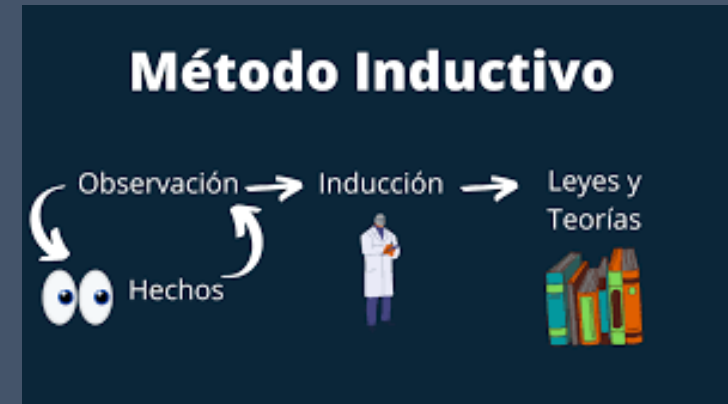 Método Inductivo
Observación
Inducción
Leyes y
Teorías
Hechos